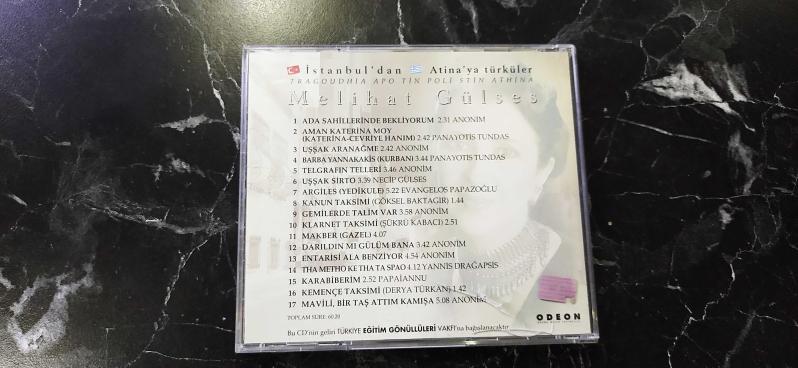 İstanbul'dan Atina'ya türküler
TRAGOUDHIA APO TIN POLI STIN ATHINA
Melihat Gülses
1 ADA SAHİLLERİNDE BEKLİYORUM 2.31 ANONİM
2 AMAN KATERİNA MOY
(KATERİNA-CEVRİYE HANIM) 2.42 PANAYOTİS TUNDAS
3 UŞŞAK ARANAĞME 2.42 ANONİM
4 BARBA YANNAKAKİS (KURBAN) 3.44 PANAYOTİS TUNDAS
5 TELGRAFIN TELLERİ 3.46 ANONİM
6 UŞŞAK SİRTO 3.39 NECİP GÜLSES
7 ARGİLES (YEDİKULE) 5.22 EVANGELOS PAPAZOĞLU
8 KANUN TAKSİMİ (GÖKSEL BAKTAGIR) 1.44
9 GEMİLERDE TALİM VAR 3.58 ANONİM
10 KLARNET TAKSİMİ (ŞÜKRÜ KABACI) 2.51
11 MAKBER (GAZEL) 4.07
12 DARILDIN MI GÜLÜM BANA 3.42 ANONİM
13 ENTARİSİ ALA BENZİYOR 4.54 ANONİM
14 THA METHO KE THA TA SPAO 4.12 YANNİS DRAĞAPSİS
15 KARABİBERİM 2.52 PAPAİANNU
16 KEMENÇE TAKSİMİ (DERYA TÜRKAN) 1.42
17 MAVİLİ, BİR TAŞ ATTIM KAMIŞA 5.08 ANONİM
TOPLAM SÜRE: 60.20
ODEON
Bu CD'nin geliri TÜRKİYE EĞİTİM GÖNÜLLÜLERİ VAKFI'na bağışlanacaktır